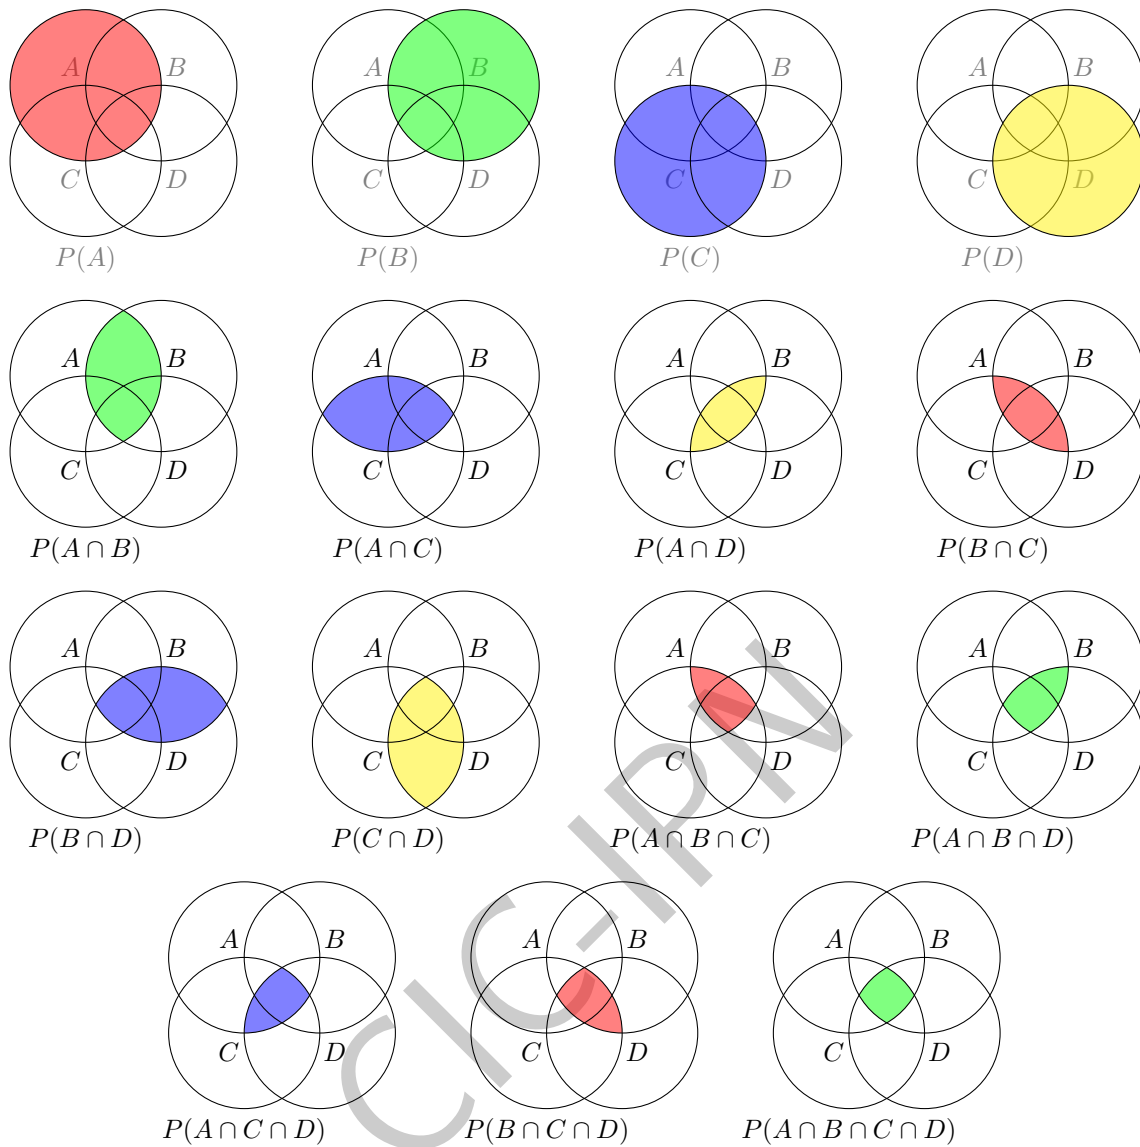 A B A B A B A B
C D C D C D C D
P(A) P(B) P(C) P(D)
A B A B A B A B
C D C D C D C D
P(A ∩ B) P(A ∩ C) P(A ∩ D) P(B ∩ C)
A B A B A B A B
C D C D C D C D
P(B ∩ D) P(C ∩ D) P(A ∩ B ∩ C) P(A ∩ B ∩ D)
A B A B A B
C D C D C D
P(A ∩ C ∩ D) P(B ∩ C ∩ D) P(A ∩ B ∩ C ∩ D)
CIC-IPN